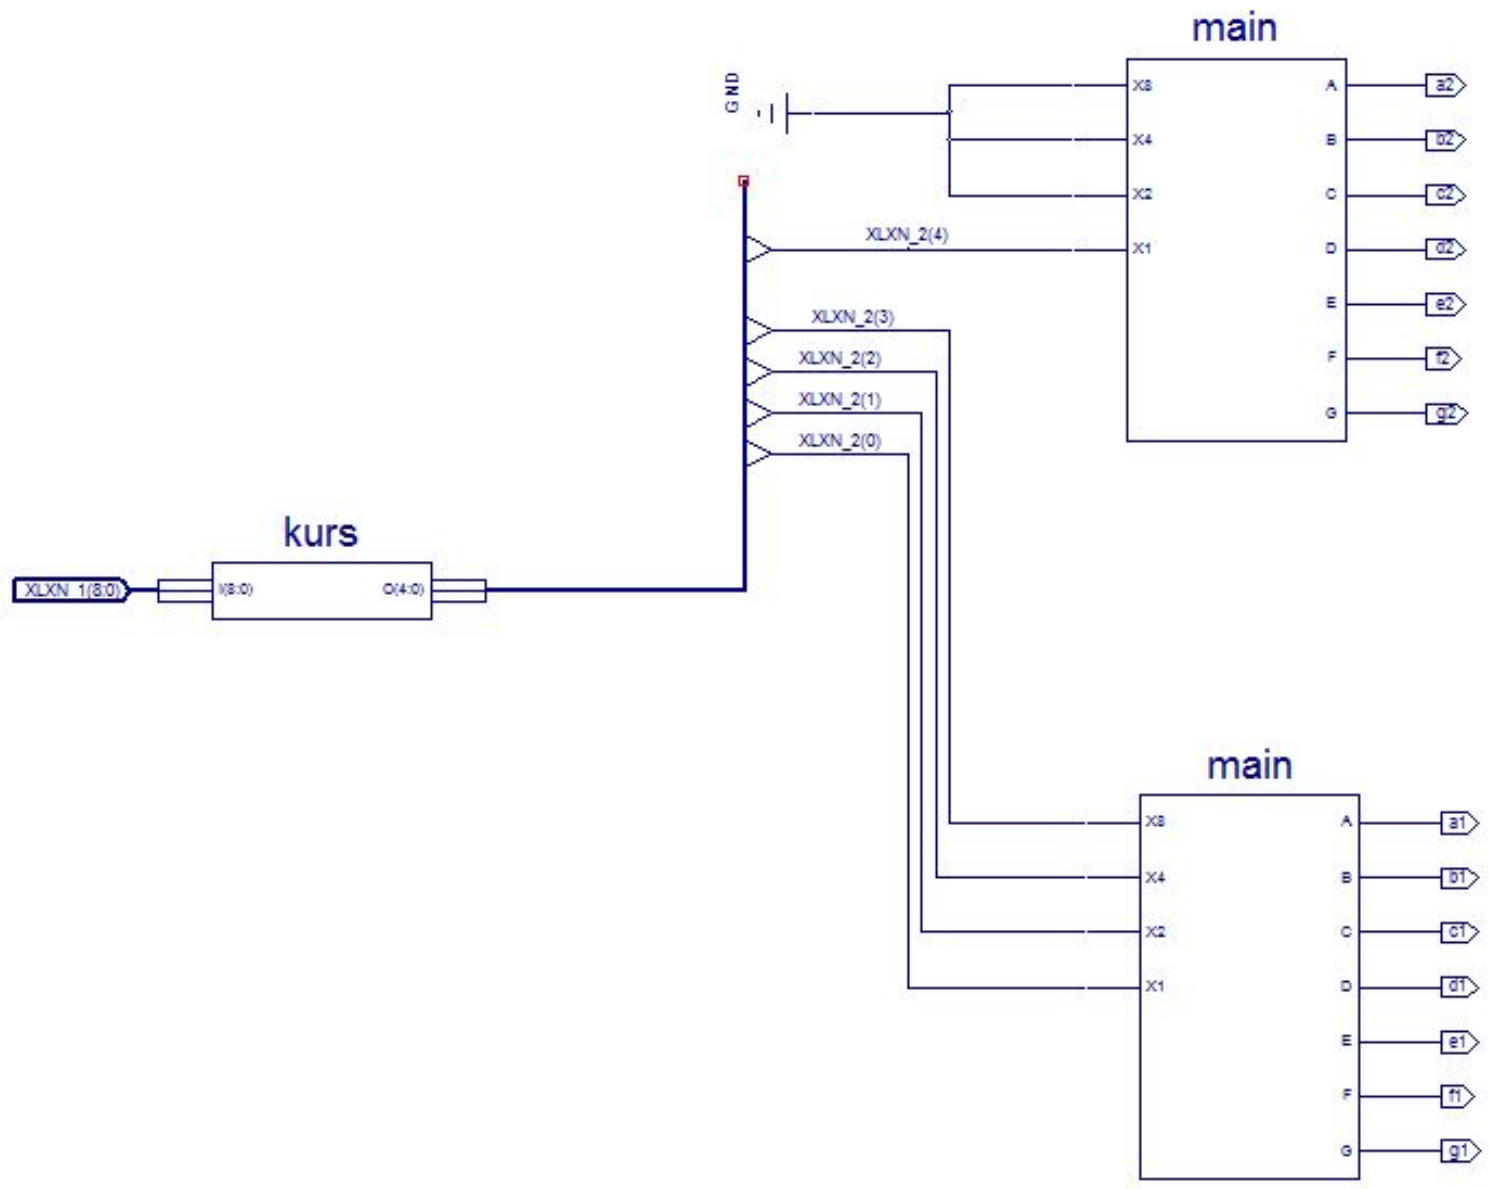 main
GND
X8 A a2
X4 B b2
X2 C c2
XLXN_2(4)
X1 D d2
E e2
XLXN_2(3)
XLXN_2(2)
F f2
XLXN_2(1)
G g2
XLXN_2(0)
kurs
XLXN_1(8:0) I(8:0) O(4:0)
main
X8 A a1
X4 B b1
X2 C c1
X1 D d1
E e1
F f1
G g1